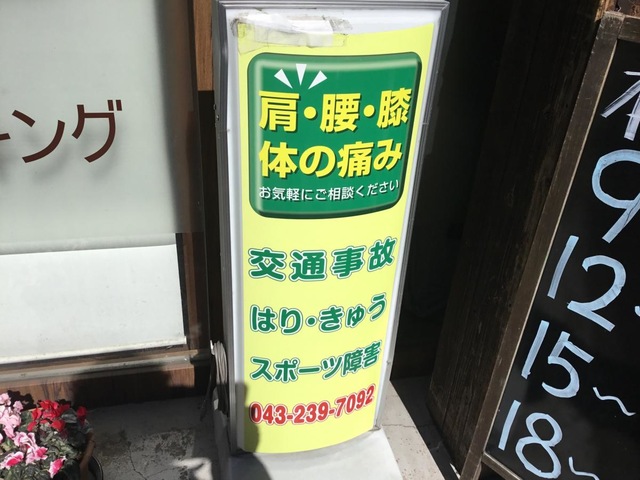 ング
肩・腰・膝
体の痛み
お気軽にご相談ください
交通事故
はり・きゅう
スポーツ障害
043-239-7092
9
12
15~
18~